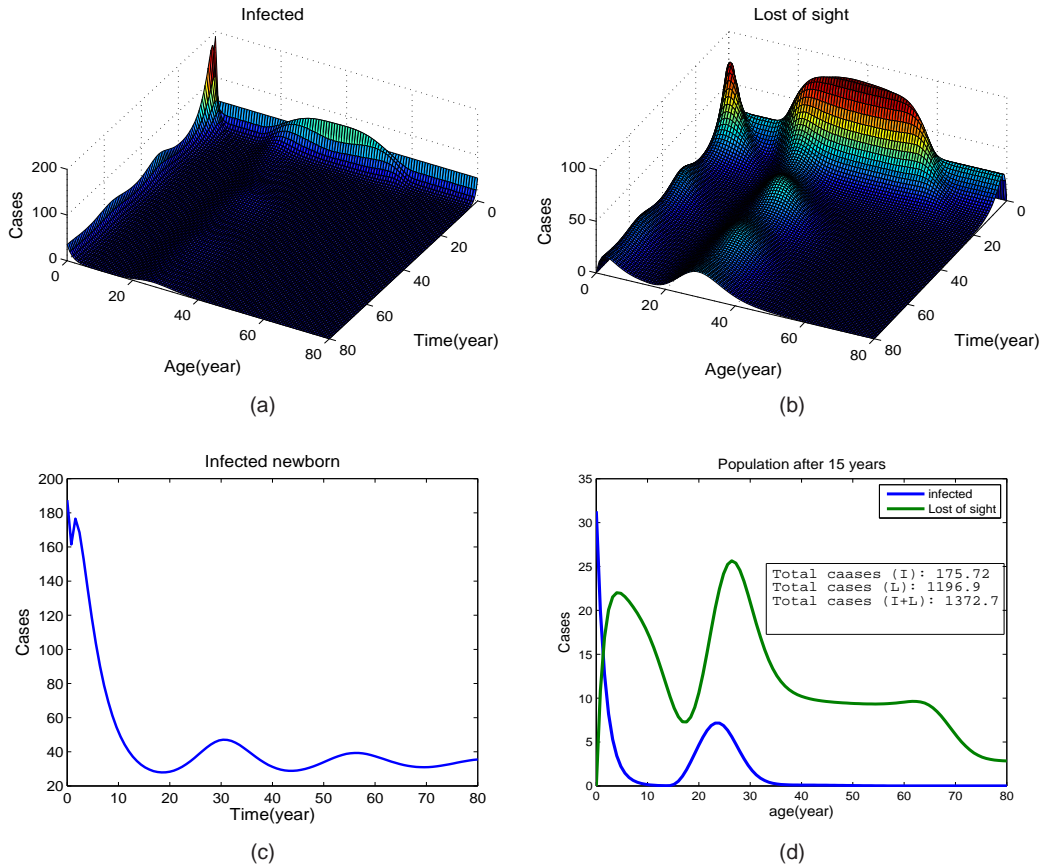 Infected
200
100
0
Cases
0
20
40
60
80
Age(year)
0
20
40
60
80
Time(year)
(a)
Lost of sight
100
50
0
Cases
0
20
40
60
80
Age(year)
0
20
40
60
80
Time(year)
(b)
Infected newborn
200
180
160
140
120
100
80
60
40
20
Cases
0 10 20 30 40 50 60 70 80
Time(year)
(c)
Population after 15 years
35
30
25
20
15
10
5
0
Cases
infected
Lost of sight
Total caases (I): 175.72
Total cases (L): 1196.9
Total cases (I+L): 1372.7
0 10 20 30 40 50 60 70 80
age(year)
(d)